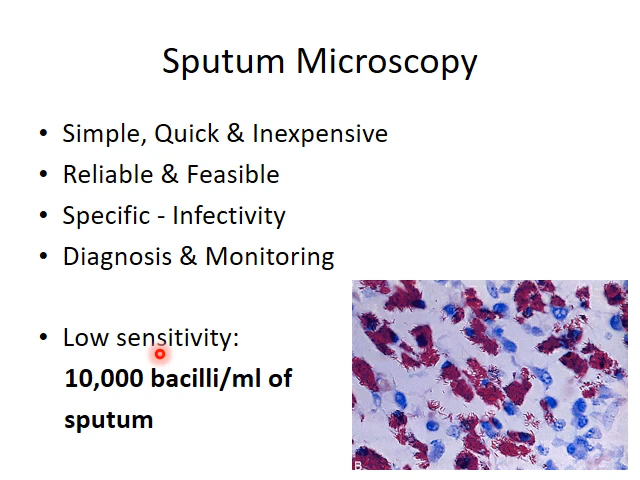 Sputum Microscopy
• Simple, Quick & Inexpensive
• Reliable & Feasible
• Specific - Infectivity
• Diagnosis & Monitoring
• Low sensitivity:
10,000 bacilli/ml of
sputum
B